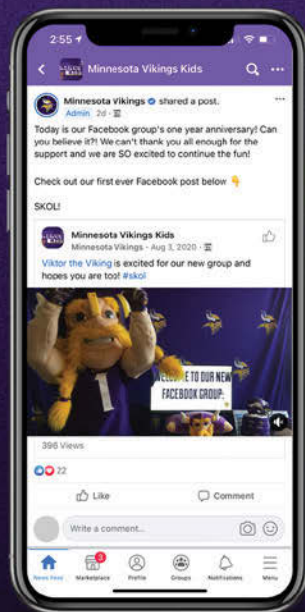 2:55
Minnesota Vikings Kids
Minnesota Vikings shared a post.
Admin 2d
Today is our Facebook group's one year anniversary! Can
you believe it?! We can't thank you all enough for the
support and we are SO excited to continue the fun!
Check out our first ever Facebook post below 👇
SKOL!
Minnesota Vikings Kids
Minnesota Vikings · Aug 3, 2020
Viktor the Viking is excited for our new group and
hopes you are too! #skol
TO OUR NEW
FACEBOOK GROUP.
1
396 Views
22
Like Comment
Write a comment...
3
News Feed Marketplace Profile Groups Notifications Menu